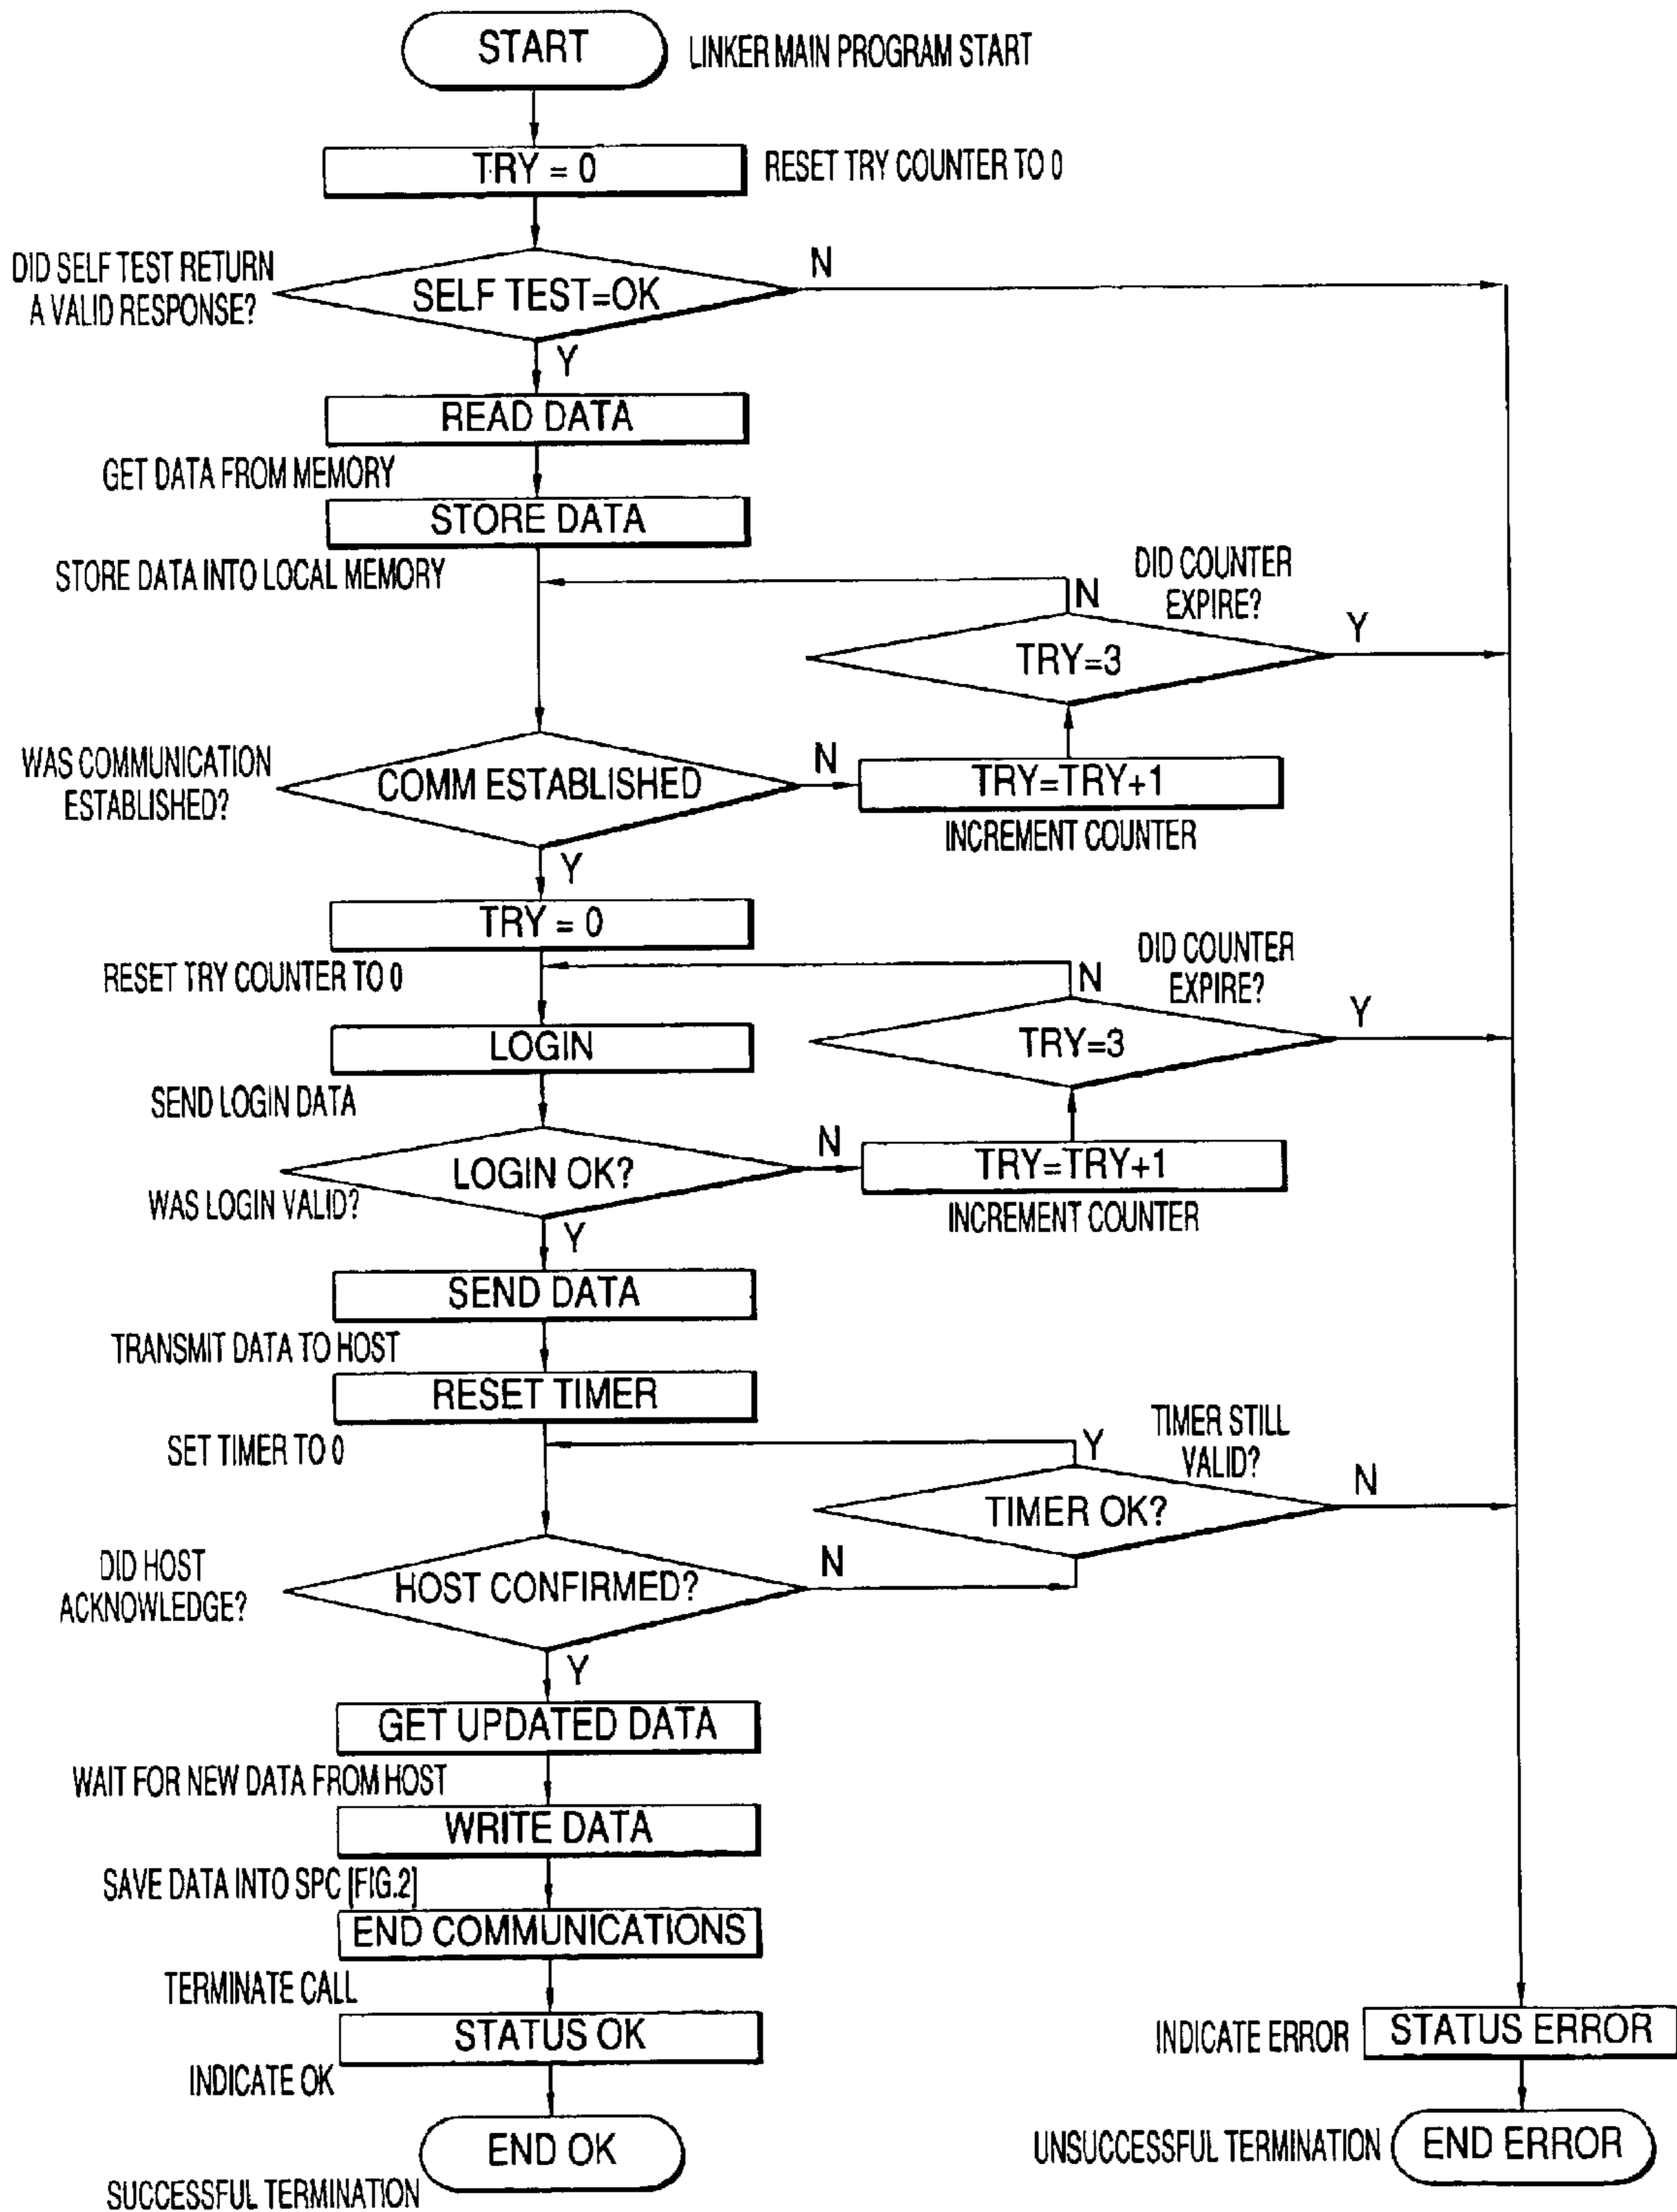 START
LINKER MAIN PROGRAM START
TRY = 0
RESET TRY COUNTER TO 0
DID SELF TEST RETURN
A VALID RESPONSE?
SELF TEST=OK
N
Y
READ DATA
GET DATA FROM MEMORY
STORE DATA
STORE DATA INTO LOCAL MEMORY
DID COUNTER
EXPIRE?
N
TRY=3
Y
WAS COMMUNICATION
ESTABLISHED?
COMM ESTABLISHED
N
TRY=TRY+1
INCREMENT COUNTER
Y
TRY = 0
RESET TRY COUNTER TO 0
DID COUNTER
EXPIRE?
N
TRY=3
Y
LOGIN
SEND LOGIN DATA
LOGIN OK?
WAS LOGIN VALID?
N
TRY=TRY+1
INCREMENT COUNTER
Y
SEND DATA
TRANSMIT DATA TO HOST
RESET TIMER
SET TIMER TO 0
TIMER STILL
VALID?
Y
TIMER OK?
N
DID HOST
ACKNOWLEDGE?
HOST CONFIRMED?
N
Y
GET UPDATED DATA
WAIT FOR NEW DATA FROM HOST
WRITE DATA
SAVE DATA INTO SPC [FIG.2]
END COMMUNICATIONS
TERMINATE CALL
STATUS OK
INDICATE OK
END OK
SUCCESSFUL TERMINATION
INDICATE ERROR
STATUS ERROR
UNSUCCESSFUL TERMINATION
END ERROR